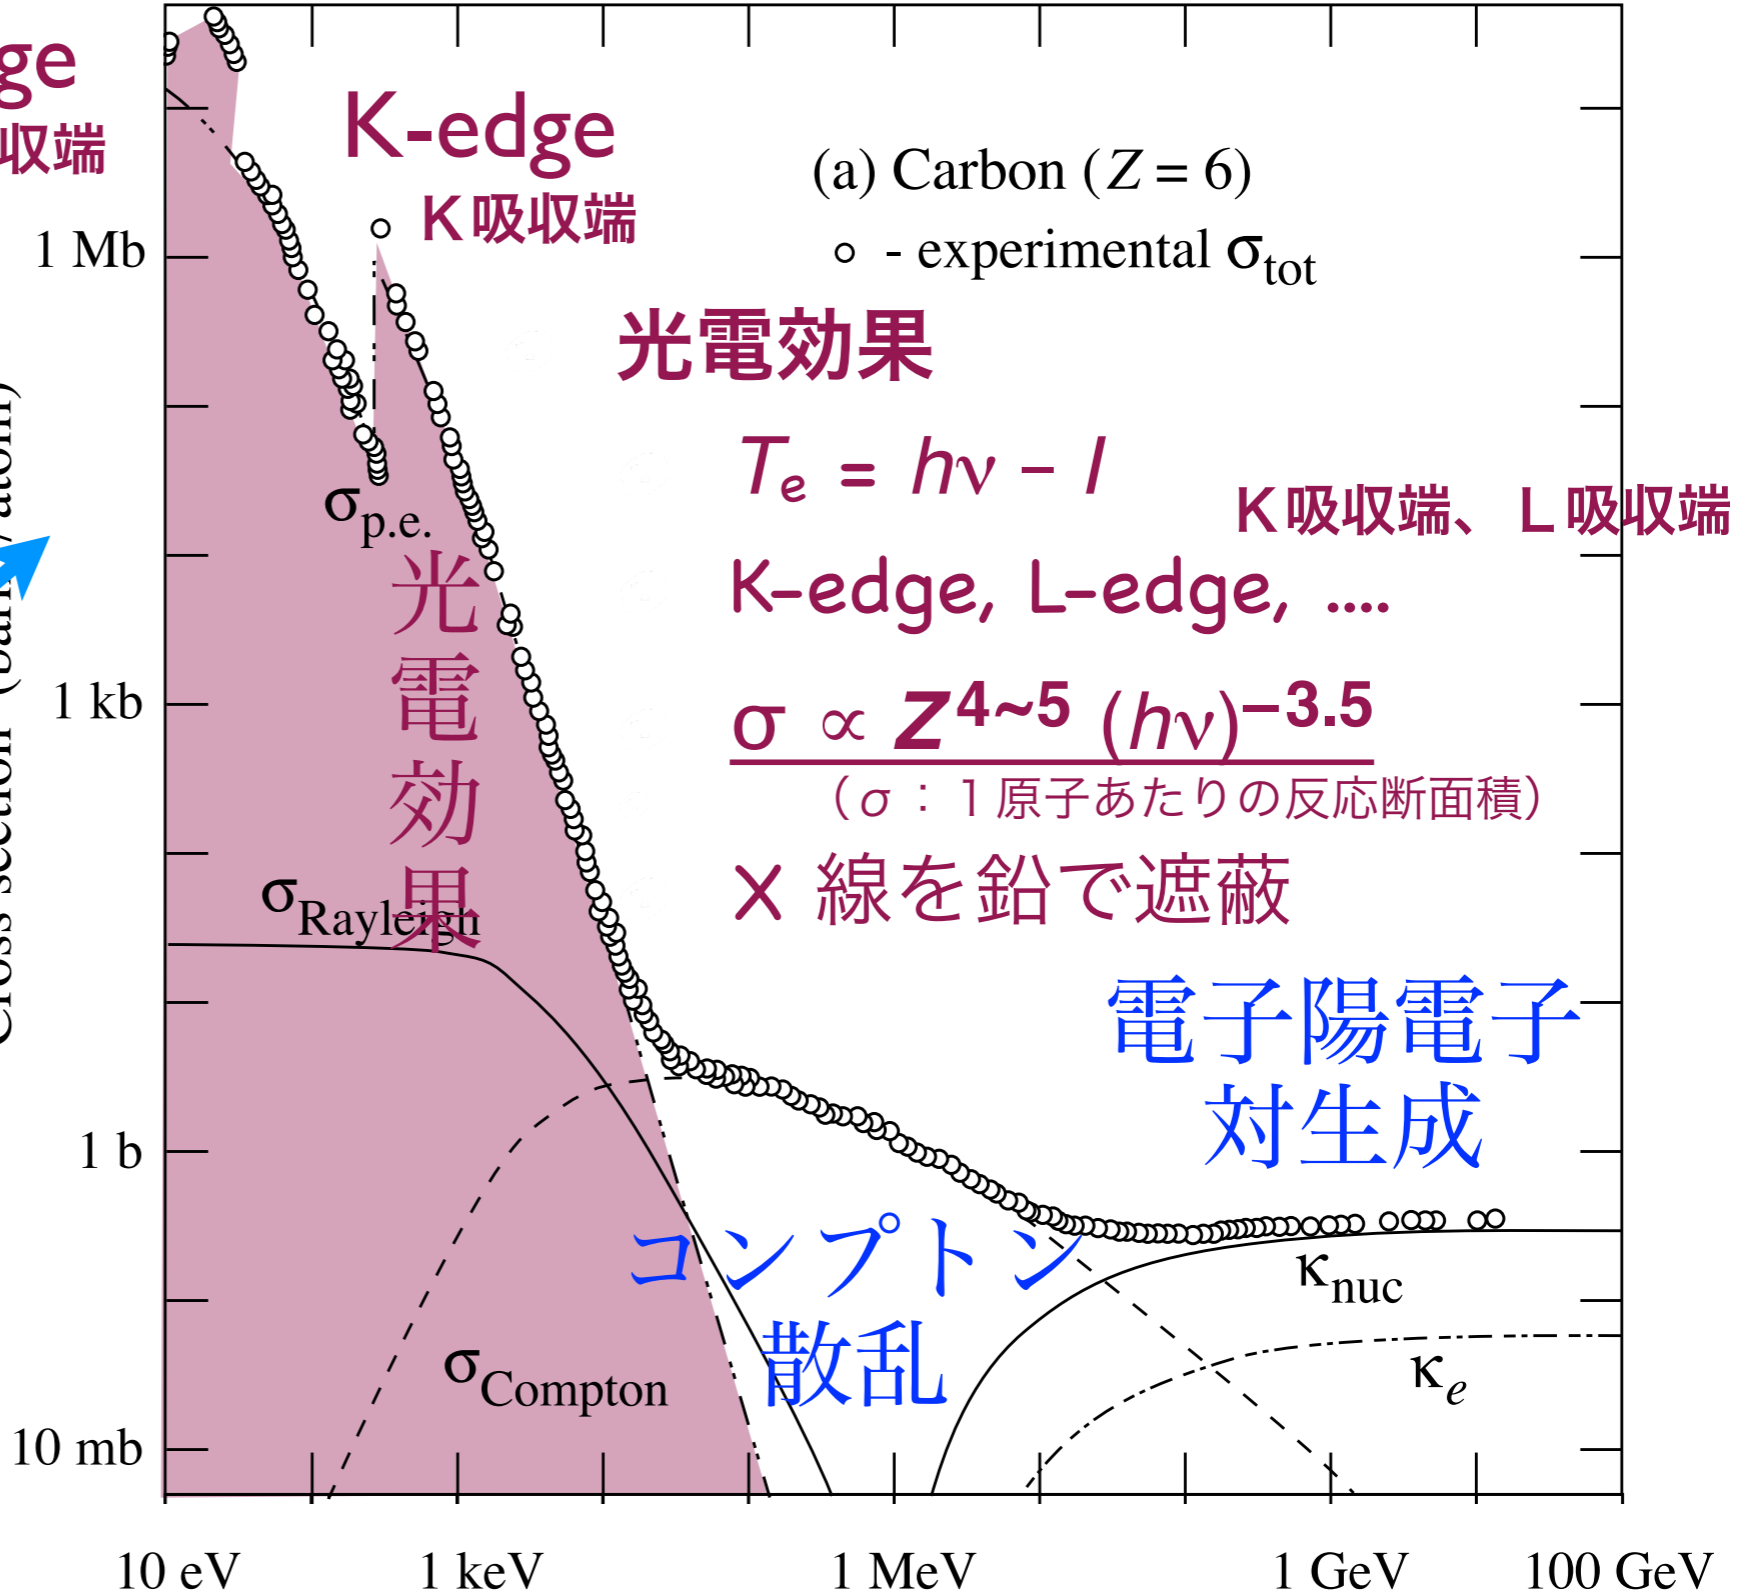 ge
収端
K-edge
K吸収端
(a) Carbon (Z = 6)
- experimental σtot
1 Mb
光電効果
Te = hν − I
K吸収端、L吸収端
K-edge, L-edge, ....
σp.e.
光電効果
1 kb
σ ∝ Z4~5 (hν)−3.5
（σ：1原子あたりの反応断面積）
X 線を鉛で遮蔽
σRayleigh
電子陽電子
対生成
1 b
コンプトン
散乱
κnuc
σCompton
κe
10 mb
Cross section (barns/atom)
10 eV
1 keV
1 MeV
1 GeV
100 GeV